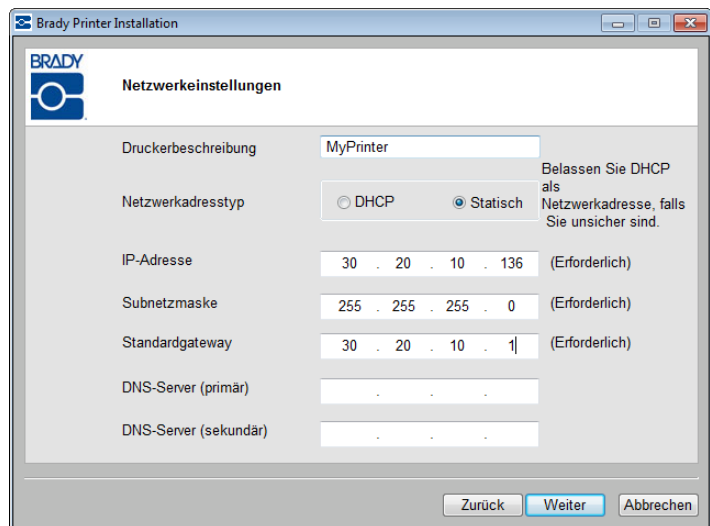 Brady Printer Installation
BRADY
Netzwerkeinstellungen
Druckerbeschreibung MyPrinter
Netzwerkadresstyp DHCP Statisch
Belassen Sie DHCP
als
Netzwerkadresse, falls
Sie unsicher sind.
IP-Adresse 30 . 20 . 10 . 136 (Erforderlich)
Subnetzmaske 255 . 255 . 255 . 0 (Erforderlich)
Standardgateway 30 . 20 . 10 . 1 (Erforderlich)
DNS-Server (primär) . . .
DNS-Server (sekundär) . . .
Zurück Weiter Abbrechen